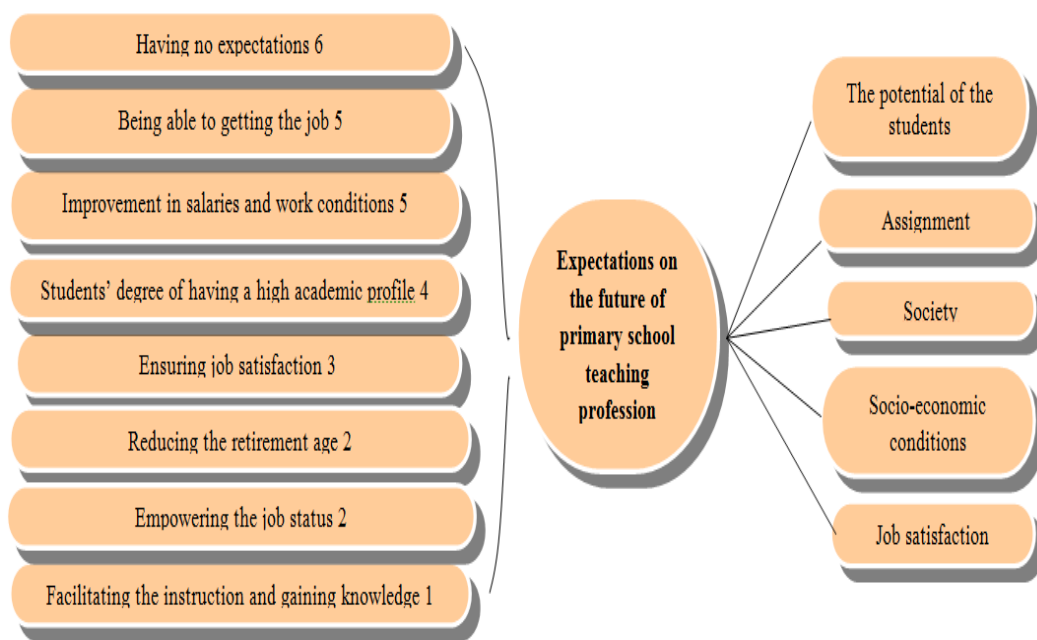 Having no expectations 6
Being able to getting the job 5
Improvement in salaries and work conditions 5
Students’ degree of having a high academic profile 4
Ensuring job satisfaction 3
Reducing the retirement age 2
Empowering the job status 2
Facilitating the instruction and gaining knowledge 1
Expectations on
the future of
primary school
teaching
profession
The potential of the
students
Assignment
Society
Socio-economic
conditions
Job satisfaction